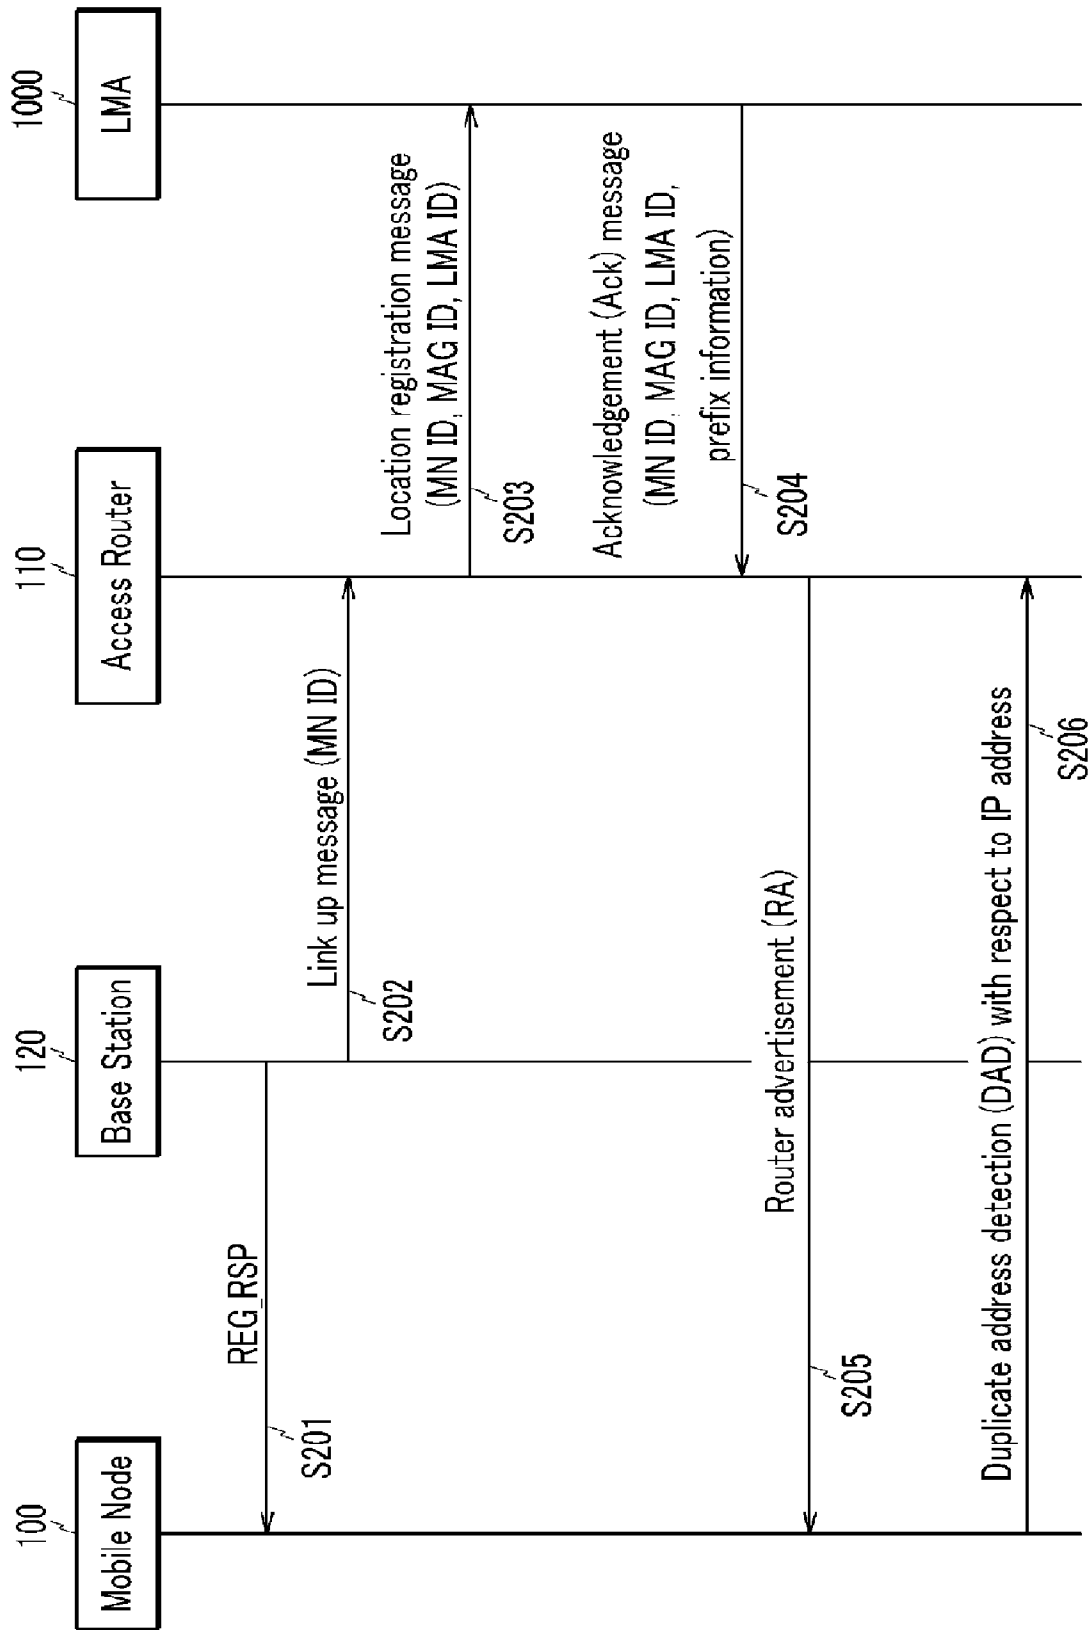 100
Mobile Node
120
Base Station
110
Access Router
1000
LMA
REG_RSP
S201
Link up message (MN ID)
S202
Location registration message
(MN ID, MAG ID, LMA ID)
S203
Acknowledgement (Ack) message
(MN ID, MAG ID, LMA ID,
prefix information)
S204
Router advertisement (RA)
S205
Duplicate address detection (DAD) with respect to IP address
S206